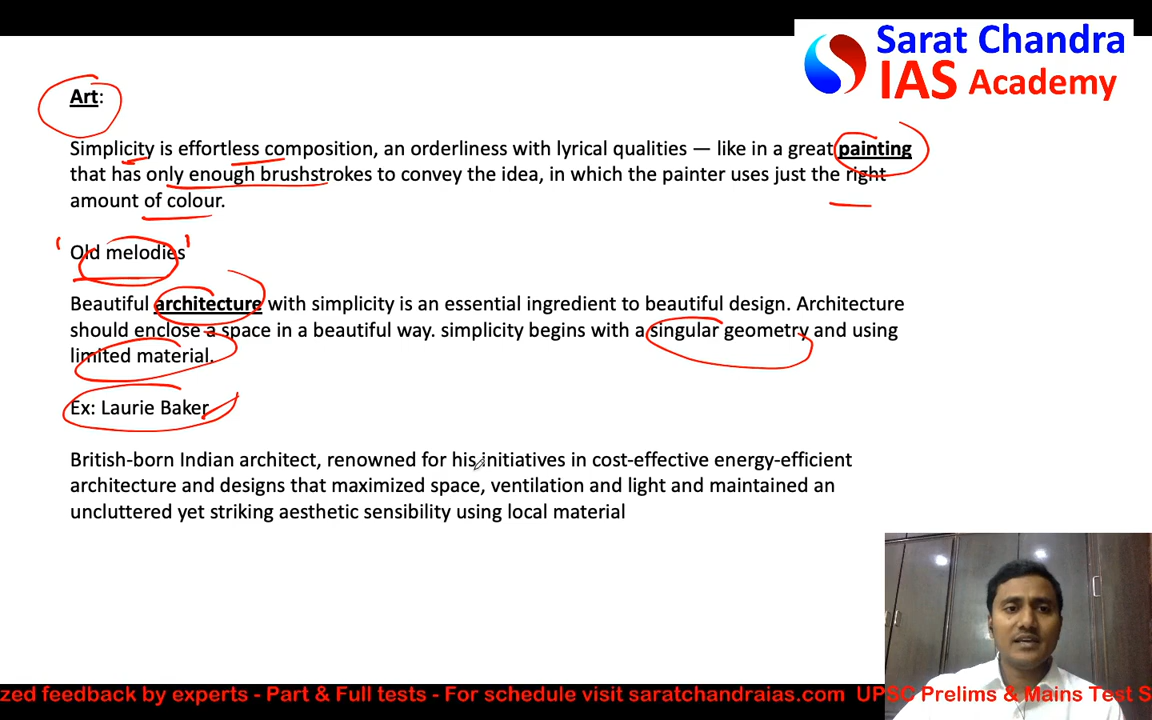 Sarat Chandra
IAS Academy
Art:
Simplicity is effortless composition, an orderliness with lyrical qualities — like in a great painting
that has only enough brushstrokes to convey the idea, in which the painter uses just the right
amount of colour.
'Old melodies'
Beautiful architecture with simplicity is an essential ingredient to beautiful design. Architecture
should enclose a space in a beautiful way. simplicity begins with a singular geometry and using
limited material.
Ex: Laurie Baker
British-born Indian architect, renowned for his initiatives in cost-effective energy-efficient
architecture and designs that maximized space, ventilation and light and maintained an
uncluttered yet striking aesthetic sensibility using local material
zed feedback by experts - Part & Full tests - For schedule visit saratchandraias.com UPSC Prelims & Mains Test S